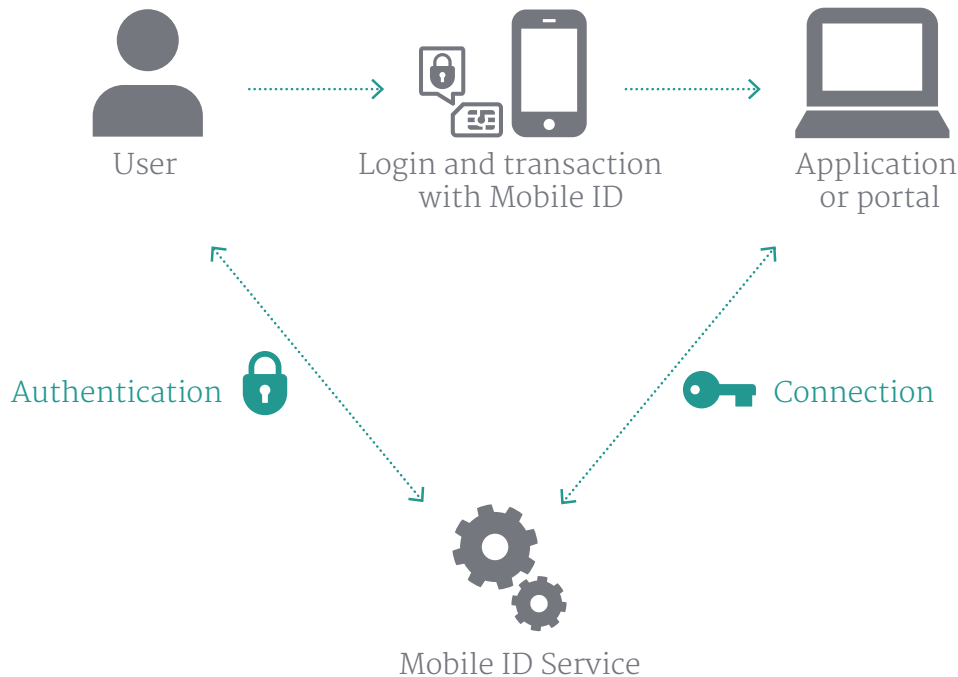 User
Login and transaction
with Mobile ID
Application
or portal
Authentication
Connection
Mobile ID Service